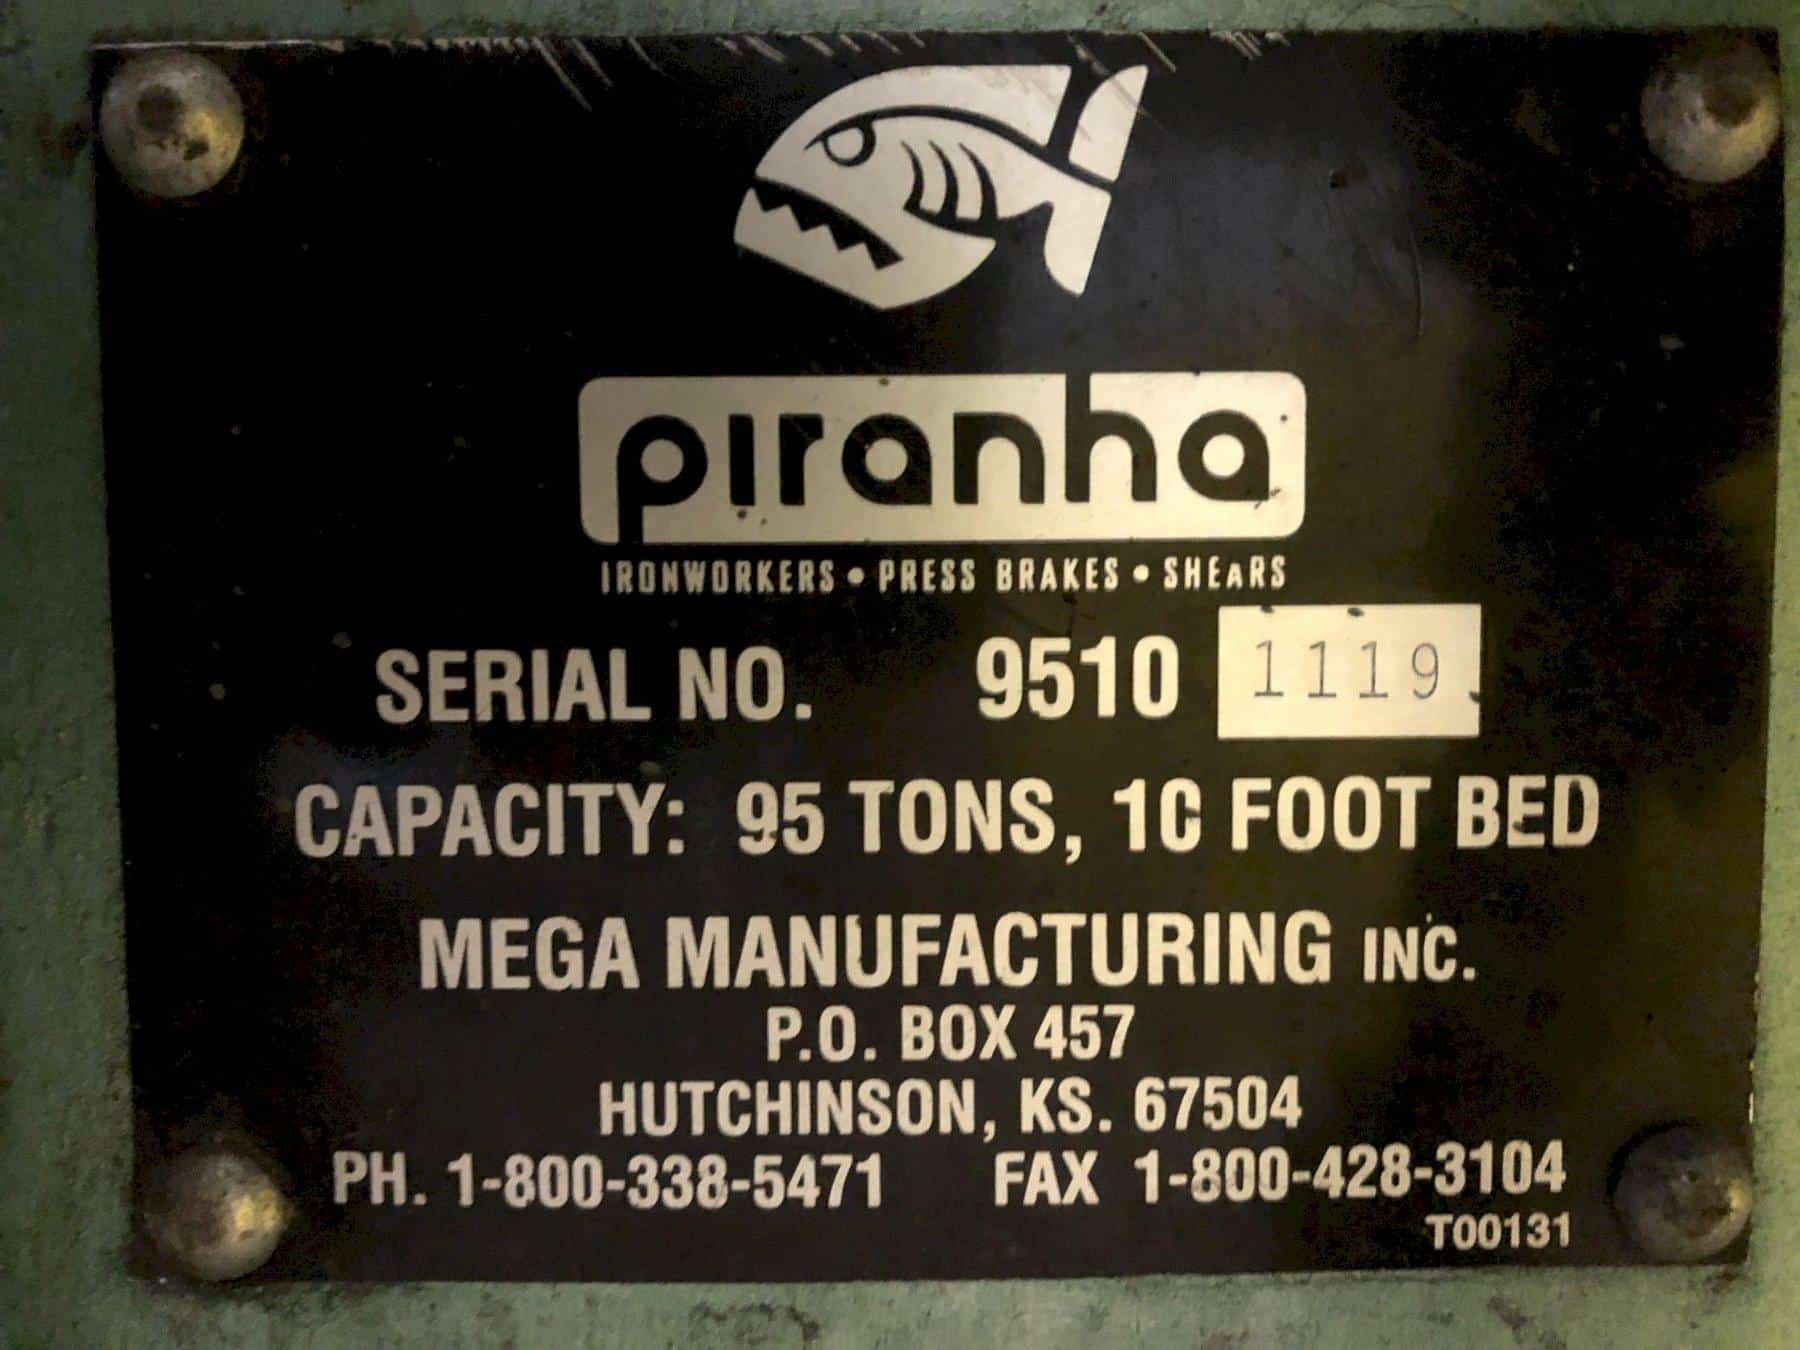 piranha
IRONWORKERS • PRESS BRAKES • SHEARS
SERIAL NO. 9510 1119
CAPACITY: 95 TONS, 10 FOOT BED
MEGA MANUFACTURING INC.
P.O. BOX 457
HUTCHINSON, KS. 67504
PH. 1-800-338-5471 FAX 1-800-428-3104
T00131